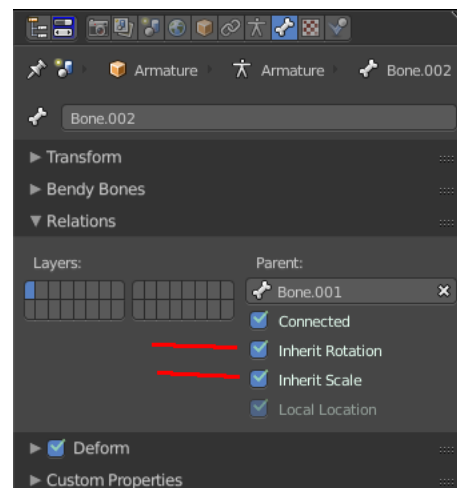 Armature Armature Bone.002
Bone.002
Transform
Bendy Bones
Relations
Layers: Parent:
Bone.001
Connected
Inherit Rotation
Inherit Scale
Local Location
Deform
Custom Properties